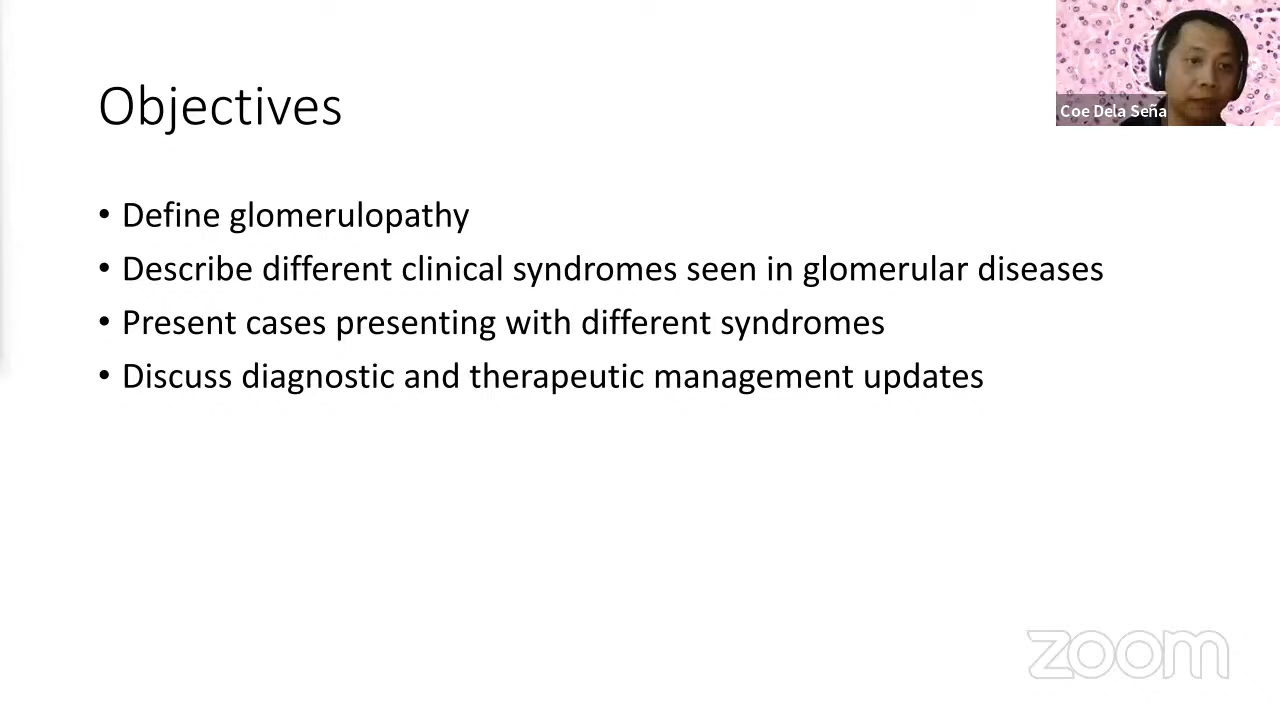 Objectives
Coe Dela Seña
• Define glomerulopathy
• Describe different clinical syndromes seen in glomerular diseases
• Present cases presenting with different syndromes
• Discuss diagnostic and therapeutic management updates
zoom